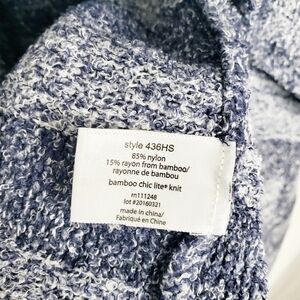 style 436HS
85% nylon
15% rayon from bamboo/
rayonne de bambou
bamboo chic lite® knit
rn111248
lot #20160321
made in china/
Fabriqué en Chine